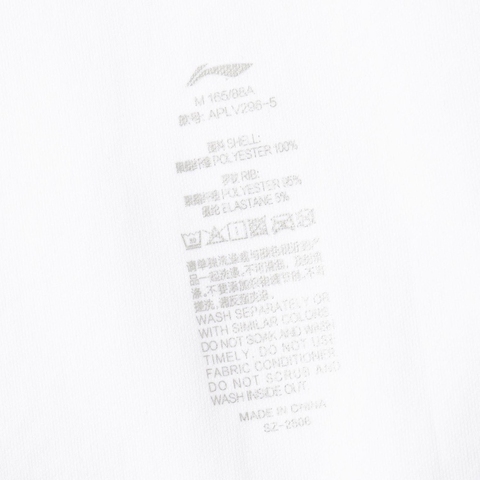 M 165/88A
款号: APLV296-5
面料 SHELL:
聚酯纤维 POLYESTER 100%
罗纹 RIB:
聚酯纤维 POLYESTER 95%
氨纶 ELASTANE 5%
WASH SEPARATELY OR
WITH SIMILAR COLORS.
DO NOT SOAK AND WASH
TIMELY. DO NOT USE
FABRIC CONDITIONER.
DO NOT SCRUB AND
WASH INSIDE OUT.
MADE IN CHINA
SZ-2506